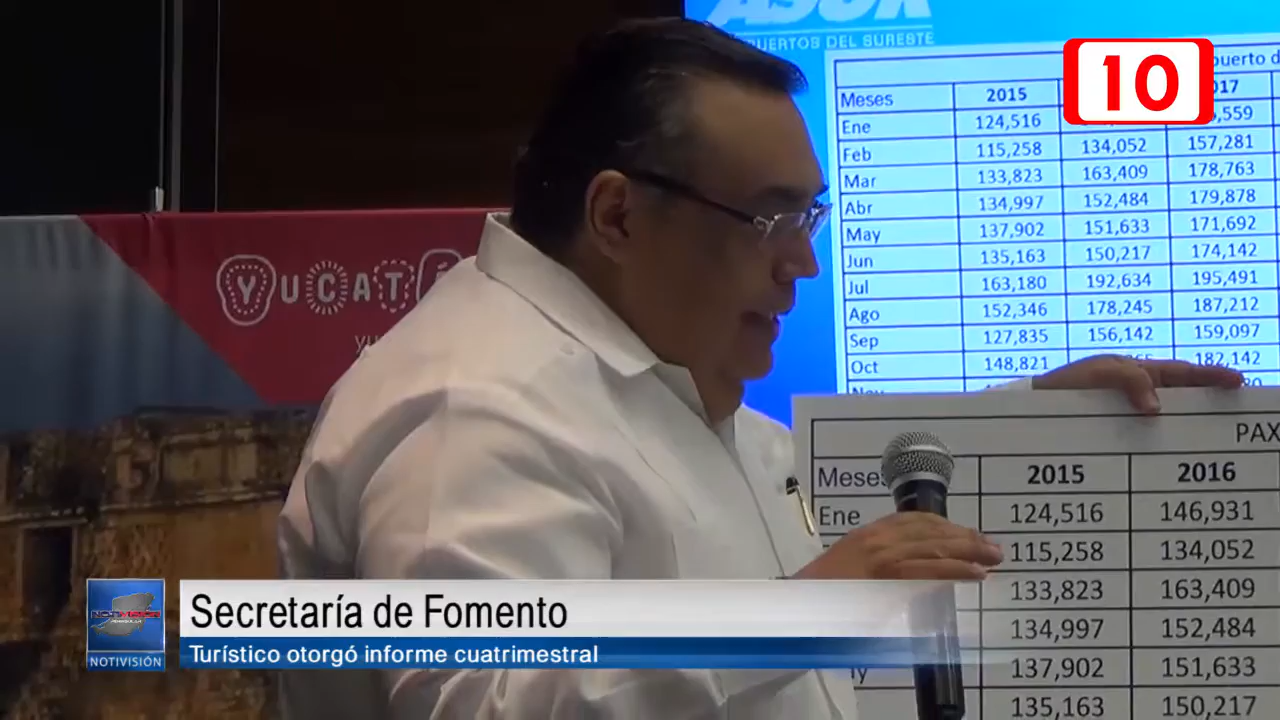 ASUR
PUERTOS DEL SURESTE
10
puerto d
Meses 2015 17
Ene 124,516 ,559
Feb 115,258 134,052 157,281
Mar 133,823 163,409 178,763
Abr 134,997 152,484 179,878
May 137,902 151,633 171,692
Jun 135,163 150,217 174,142
Jul 163,180 192,634 195,491
Ago 152,346 178,245 187,212
Sep 127,835 156,142 159,097
Oct 148,821 182,142
YUCAT
PAX
Meses 2015 2016
Ene 124,516 146,931
115,258 134,052
133,823 163,409
134,997 152,484
137,902 151,633
135,163 150,217
Secretaría de Fomento
Turístico otorgó informe cuatrimestral
NOTIVISIÓN